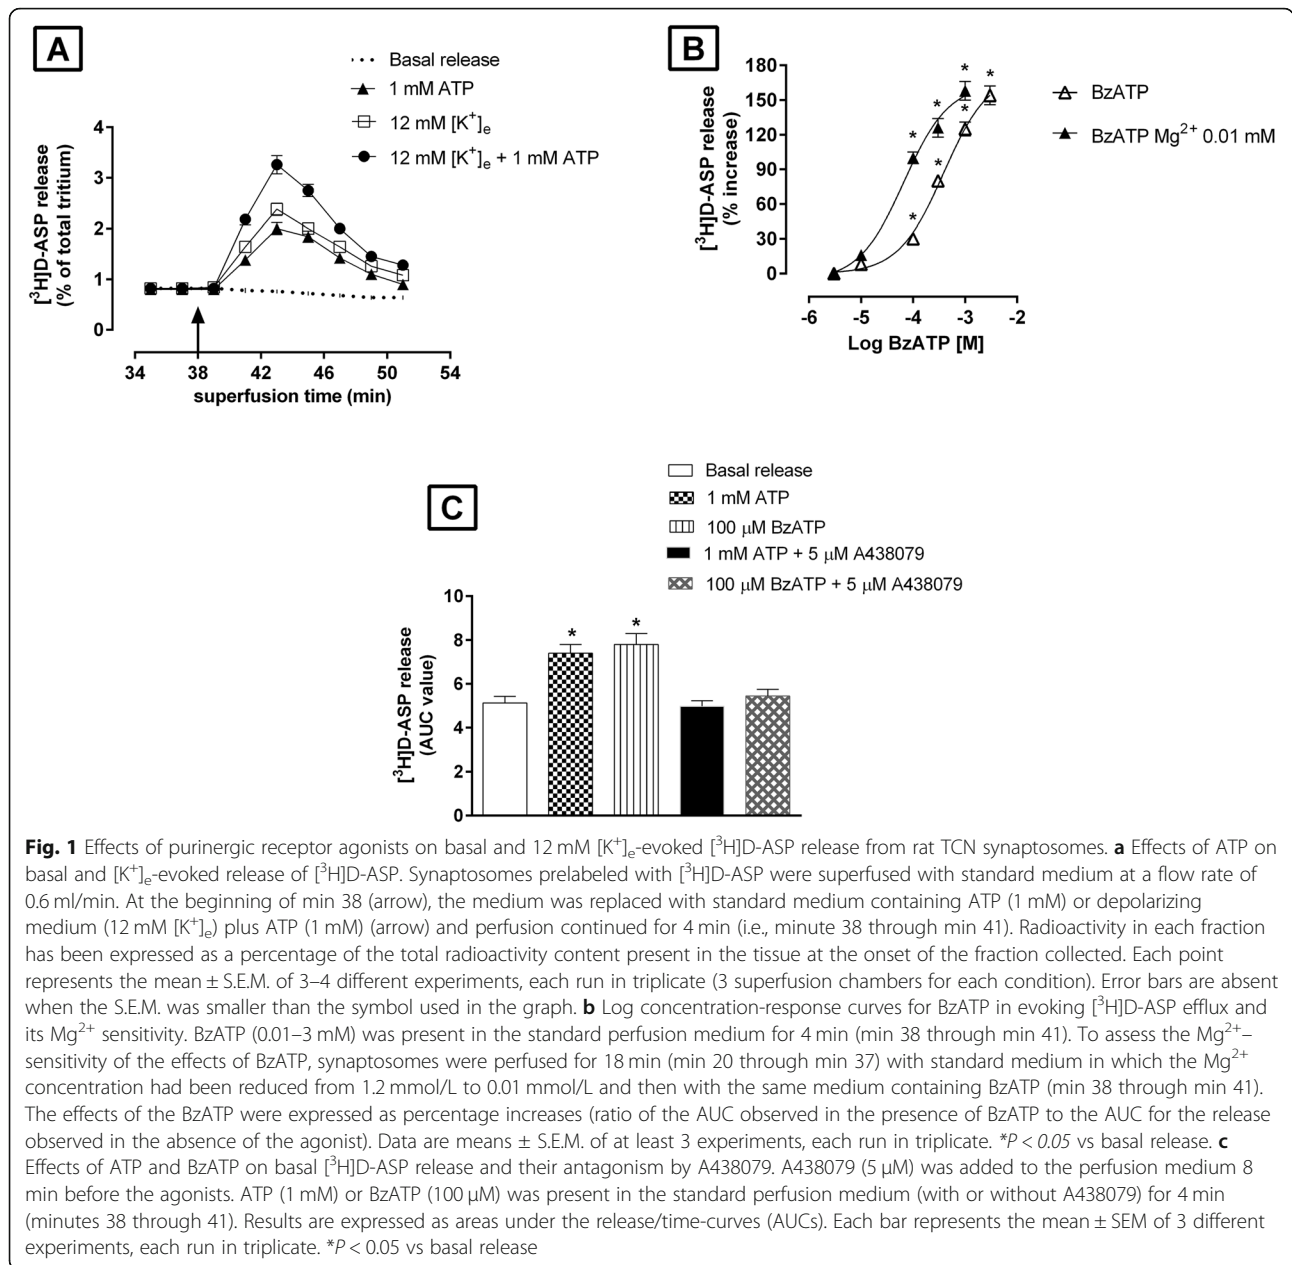 A
Basal release
1 mM ATP
12 mM [K⁺]ₑ
12 mM [K⁺]ₑ + 1 mM ATP
[³H]D-ASP release
(% of total tritium)
4
3
2
1
0
34 38 42 46 50 54
superfusion time (min)
B
[³H]D-ASP release
(% increase)
180
150
120
90
60
30
0
* * * * * * *
-6 -5 -4 -3 -2
Log BzATP [M]
BzATP
BzATP Mg²⁺ 0.01 mM
C
Basal release
1 mM ATP
100 µM BzATP
1 mM ATP + 5 µM A438079
100 µM BzATP + 5 µM A438079
[³H]D-ASP release
(AUC value)
10
8
6
4
2
0
* *
Fig. 1 Effects of purinergic receptor agonists on basal and 12 mM [K⁺]ₑ-evoked [³H]D-ASP release from rat TCN synaptosomes. a Effects of ATP on
basal and [K⁺]ₑ-evoked release of [³H]D-ASP. Synaptosomes prelabeled with [³H]D-ASP were superfused with standard medium at a flow rate of
0.6 ml/min. At the beginning of min 38 (arrow), the medium was replaced with standard medium containing ATP (1 mM) or depolarizing
medium (12 mM [K⁺]ₑ) plus ATP (1 mM) (arrow) and perfusion continued for 4 min (i.e., minute 38 through min 41). Radioactivity in each fraction
has been expressed as a percentage of the total radioactivity content present in the tissue at the onset of the fraction collected. Each point
represents the mean ± S.E.M. of 3–4 different experiments, each run in triplicate (3 superfusion chambers for each condition). Error bars are absent
when the S.E.M. was smaller than the symbol used in the graph. b Log concentration-response curves for BzATP in evoking [³H]D-ASP efflux and
its Mg²⁺ sensitivity. BzATP (0.01–3 mM) was present in the standard perfusion medium for 4 min (min 38 through min 41). To assess the Mg²⁺–
sensitivity of the effects of BzATP, synaptosomes were perfused for 18 min (min 20 through min 37) with standard medium in which the Mg²⁺
concentration had been reduced from 1.2 mmol/L to 0.01 mmol/L and then with the same medium containing BzATP (min 38 through min 41).
The effects of the BzATP were expressed as percentage increases (ratio of the AUC observed in the presence of BzATP to the AUC for the release
observed in the absence of the agonist). Data are means ± S.E.M. of at least 3 experiments, each run in triplicate. *P < 0.05 vs basal release. c
Effects of ATP and BzATP on basal [³H]D-ASP release and their antagonism by A438079. A438079 (5 µM) was added to the perfusion medium 8
min before the agonists. ATP (1 mM) or BzATP (100 µM) was present in the standard perfusion medium (with or without A438079) for 4 min
(minutes 38 through 41). Results are expressed as areas under the release/time-curves (AUCs). Each bar represents the mean ± SEM of 3 different
experiments, each run in triplicate. *P < 0.05 vs basal release